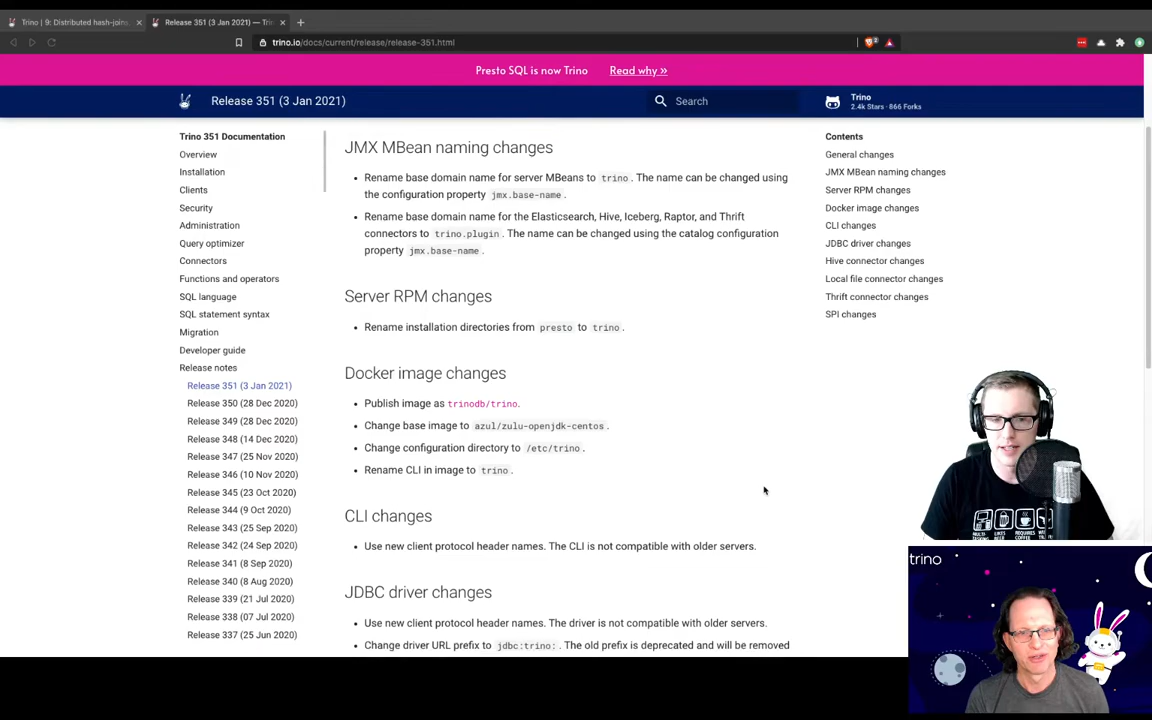 Trino | 9: Distributed hash-joins,
Release 351 (3 Jan 2021) — Tri
trino.io/docs/current/release/release-351.html
Presto SQL is now Trino Read why »
Release 351 (3 Jan 2021)
Search
Trino
2.4k Stars · 866 Forks
Trino 351 Documentation
Overview
Installation
Clients
Security
Administration
Query optimizer
Connectors
Functions and operators
SQL language
SQL statement syntax
Migration
Developer guide
Release notes
Release 351 (3 Jan 2021)
Release 350 (28 Dec 2020)
Release 349 (28 Dec 2020)
Release 348 (14 Dec 2020)
Release 347 (25 Nov 2020)
Release 346 (10 Nov 2020)
Release 345 (23 Oct 2020)
Release 344 (9 Oct 2020)
Release 343 (25 Sep 2020)
Release 342 (24 Sep 2020)
Release 341 (8 Sep 2020)
Release 340 (8 Aug 2020)
Release 339 (21 Jul 2020)
Release 338 (07 Jul 2020)
Release 337 (25 Jun 2020)
JMX MBean naming changes
• Rename base domain name for server MBeans to trino. The name can be changed using
the configuration property jmx.base-name.
• Rename base domain name for the Elasticsearch, Hive, Iceberg, Raptor, and Thrift
connectors to trino.plugin. The name can be changed using the catalog configuration
property jmx.base-name.
Server RPM changes
• Rename installation directories from presto to trino.
Docker image changes
• Publish image as trinodb/trino.
• Change base image to azul/zulu-openjdk-centos.
• Change configuration directory to /etc/trino.
• Rename CLI in image to trino.
CLI changes
• Use new client protocol header names. The CLI is not compatible with older servers.
JDBC driver changes
• Use new client protocol header names. The driver is not compatible with older servers.
• Change driver URL prefix to jdbc:trino:. The old prefix is deprecated and will be removed
Contents
General changes
JMX MBean naming changes
Server RPM changes
Docker image changes
CLI changes
JDBC driver changes
Hive connector changes
Local file connector changes
Thrift connector changes
SPI changes
trino